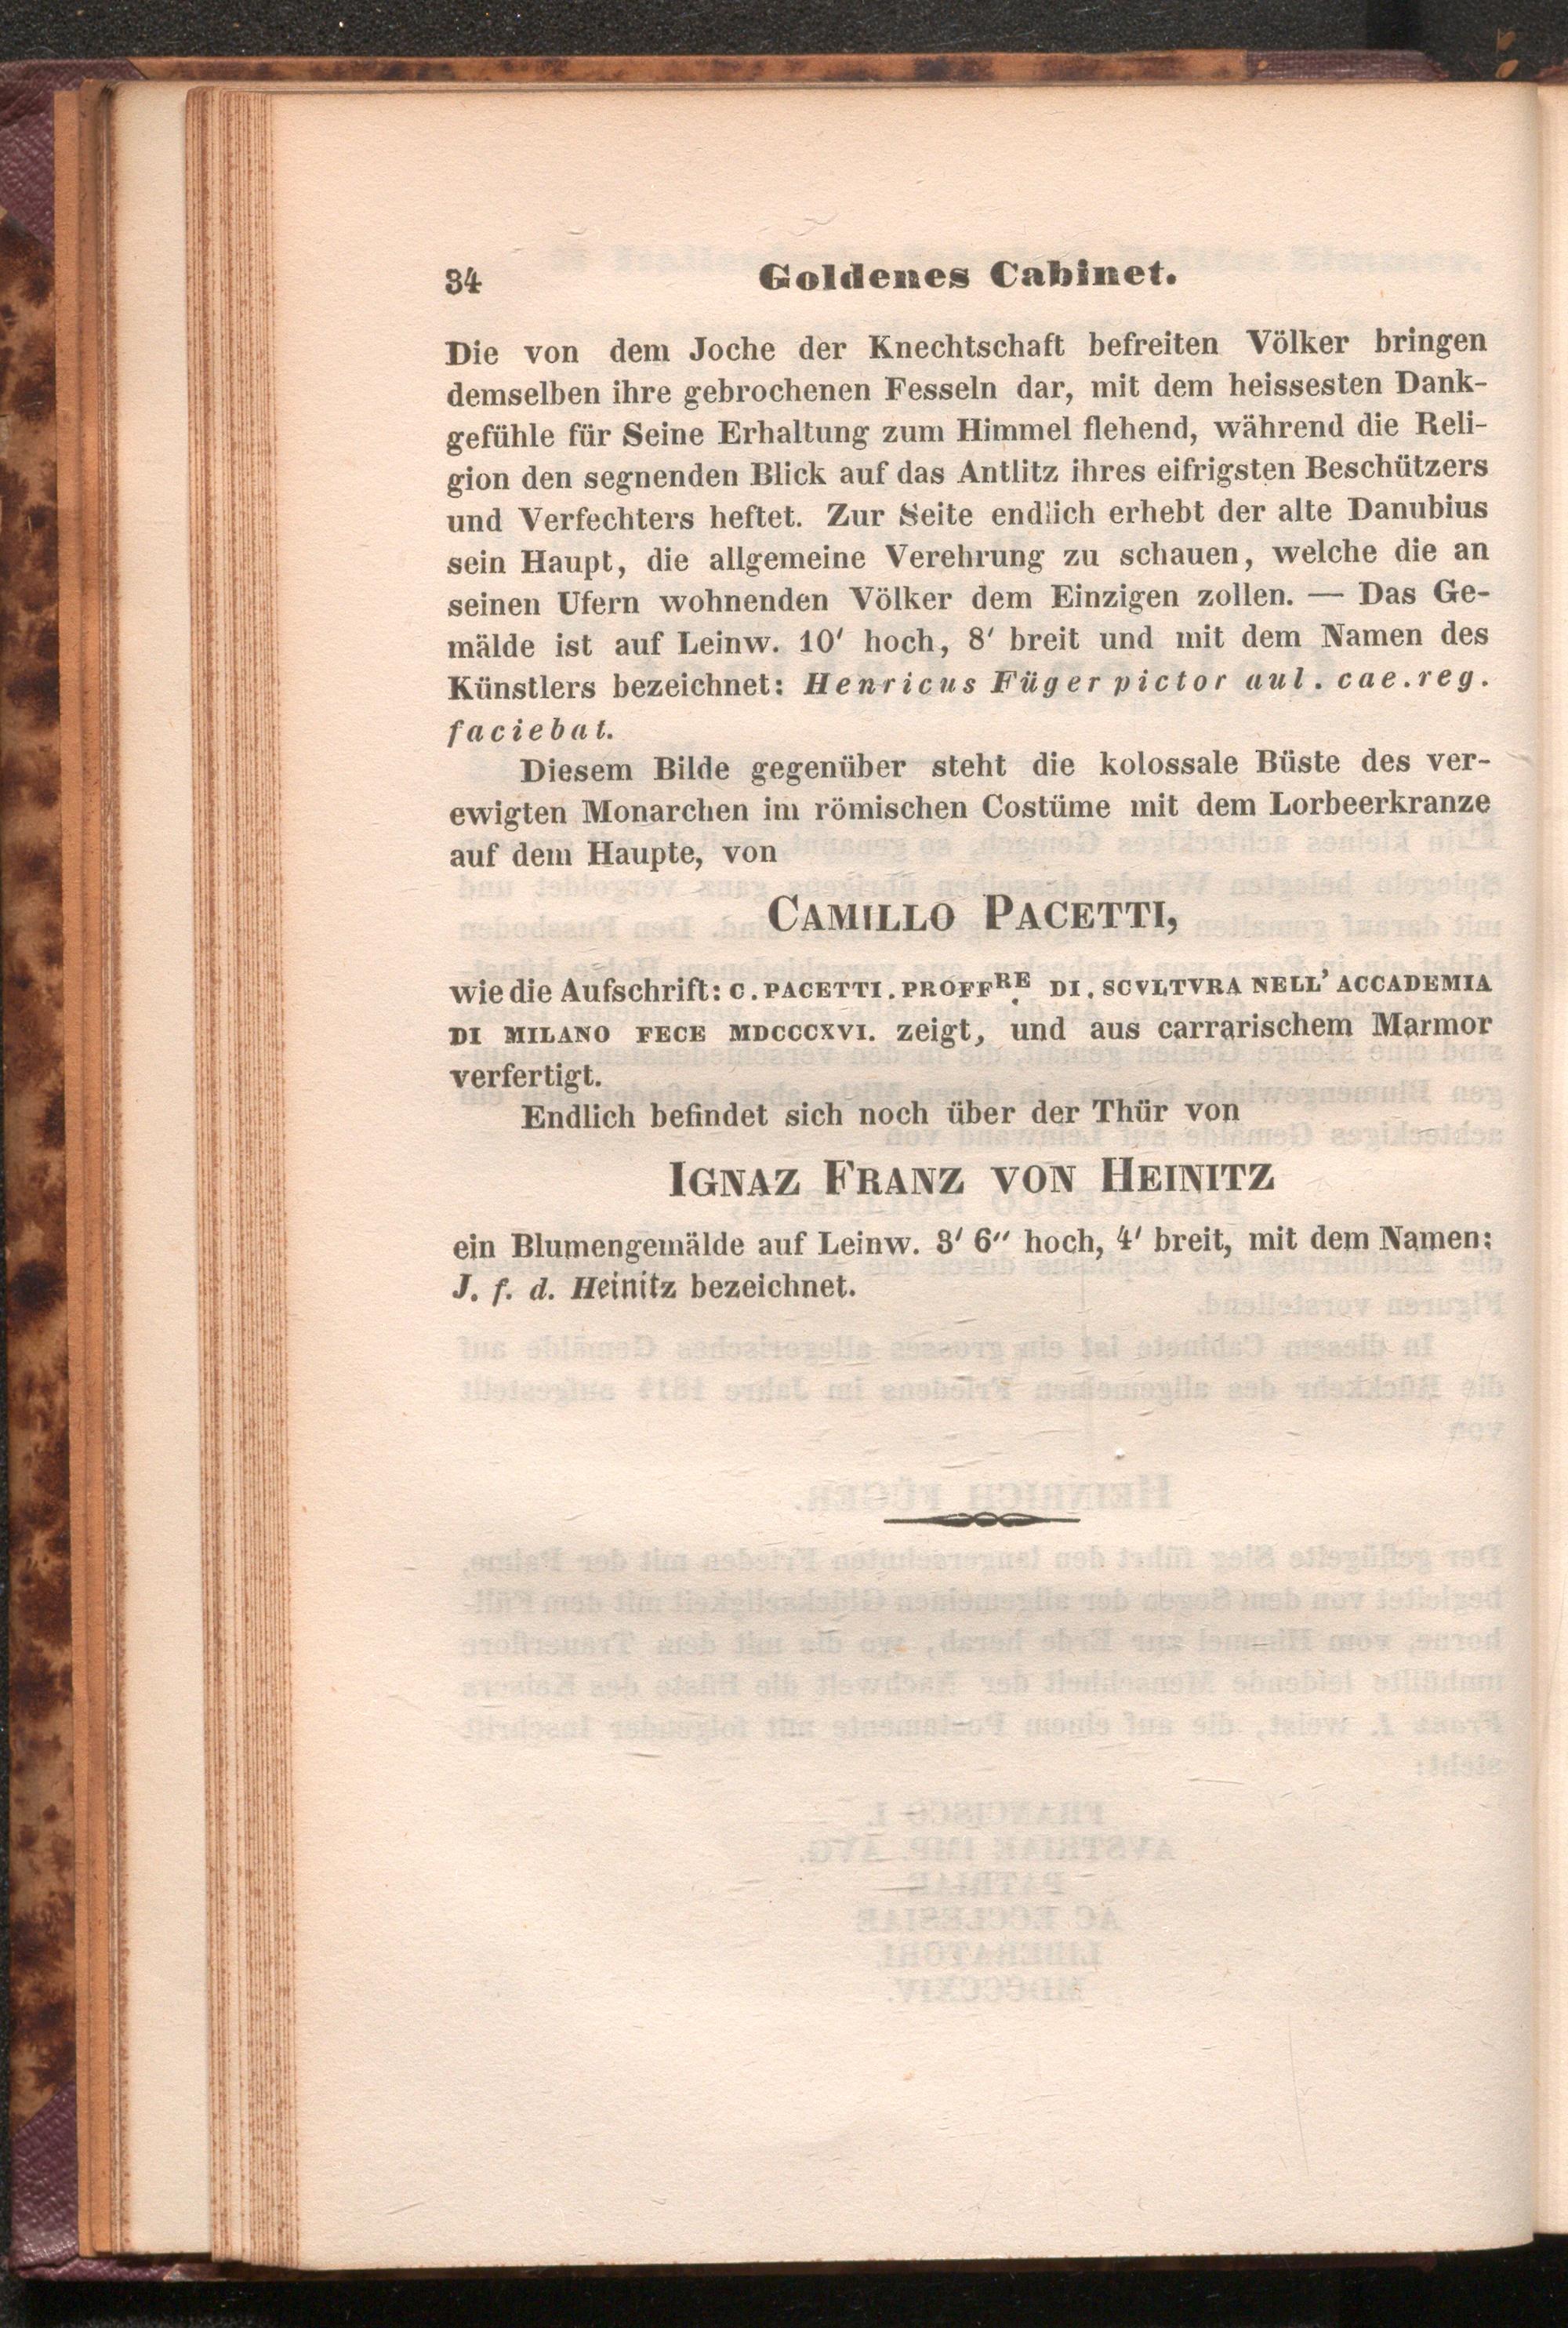 34 Goldenes Cabinet.
Die von dem Joche der Knechtschaft befreiten Völker bringen
demselben ihre gebrochenen Fesseln dar, mit dem heissesten Dank-
gefühle für Seine Erhaltung zum Himmel flehend, während die Reli-
gion den segnenden Blick auf das Antlitz ihres eifrigsten Beschützers
und Verfechters heftet. Zur Seite endlich erhebt der alte Danubius
sein Haupt, die allgemeine Verehrung zu schauen, welche die an
seinen Ufern wohnenden Völker dem Einzigen zollen. — Das Ge-
mälde ist auf Leinw. 10′ hoch, 8′ breit und mit dem Namen des
Künstlers bezeichnet: Henricus Füger pictor aul. cae. reg.
faciebat.
Diesem Bilde gegenüber steht die kolossale Büste des ver-
ewigten Monarchen im römischen Costüme mit dem Lorbeerkranze
auf dem Haupte, von
CAMILLO PACETTI,
wie die Aufschrift: C. PACETTI. PROFFRE. DI. SCVLTVRA NELL' ACCADEMIA
DI MILANO FECE MDCCCXVI. zeigt, und aus carrarischem Marmor
verfertigt.
Endlich befindet sich noch über der Thür von
IGNAZ FRANZ VON HEINITZ
ein Blumengemälde auf Leinw. 3′ 6″ hoch, 4′ breit, mit dem Namen:
J. f. d. Heinitz bezeichnet.